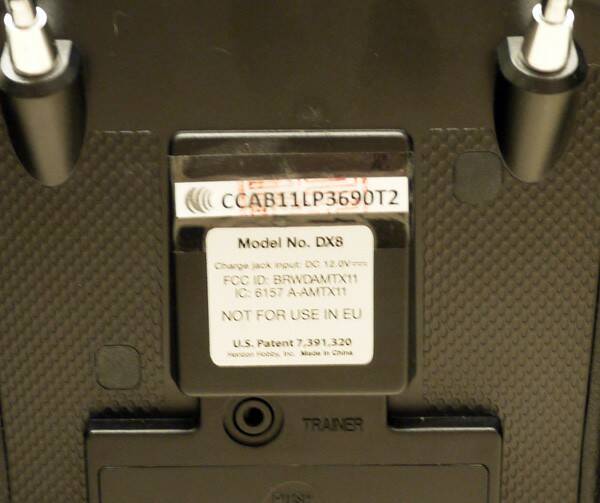 CCAB11LP3690T2
Model No. DX8
Charge jack input: DC 12.0V
FCC ID: BRWDAMTX11
IC: 6157 A-AMTX11
NOT FOR USE IN EU
U.S. Patent 7,391,320
Horizon Hobby, Inc. Made in China
TRAINER
PUSH